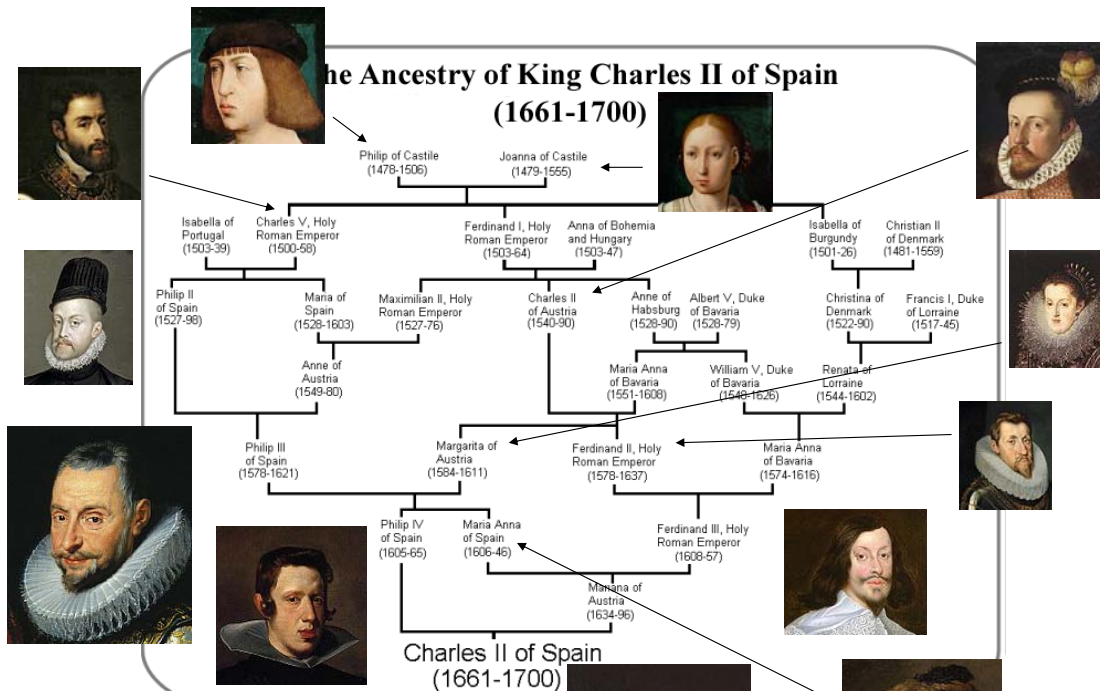 he Ancestry of King Charles II of Spain
(1661-1700)
Philip of Castile
(1478-1506)
Joanna of Castile
(1479-1555)
Isabella of
Portugal
(1503-39)
Charles V, Holy
Roman Emperor
(1500-58)
Ferdinand I, Holy
Roman Emperor
(1503-64)
Anna of Bohemia
and Hungary
(1503-47)
Isabella of
Burgundy
(1501-26)
Christian II
of Denmark
(1481-1559)
Philip II
of Spain
(1527-98)
Maria of
Spain
(1528-1603)
Maximilian II, Holy
Roman Emperor
(1527-76)
Charles II
of Austria
(1540-90)
Anne of
Habsburg
(1528-90)
Albert V, Duke
of Bavaria
(1528-79)
Christina of
Denmark
(1522-90)
Francis I, Duke
of Lorraine
(1517-45)
Anne of
Austria
(1549-80)
Maria Anna
of Bavaria
(1551-1608)
William V, Duke
of Bavaria
(1548-1626)
Renata of
Lorraine
(1544-1602)
Philip III
of Spain
(1578-1621)
Margarita of
Austria
(1584-1611)
Ferdinand II, Holy
Roman Emperor
(1578-1637)
Maria Anna
of Bavaria
(1574-1616)
Philip IV
of Spain
(1605-65)
Maria Anna
of Spain
(1606-46)
Ferdinand III, Holy
Roman Emperor
(1608-57)
Mariana of
Austria
(1634-96)
Charles II of Spain
(1661-1700)